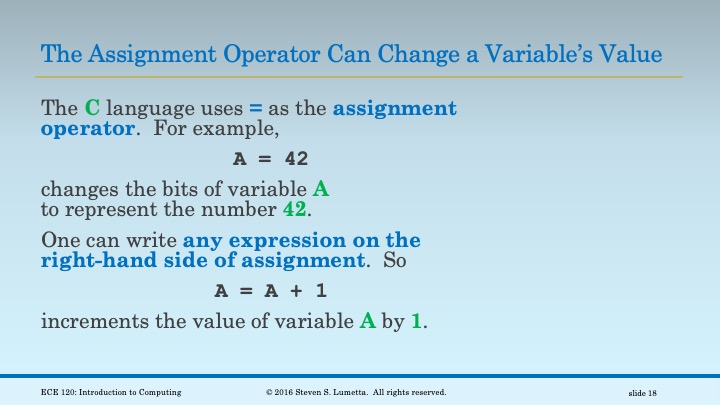 The Assignment Operator Can Change a Variable’s Value
The C language uses = as the assignment
operator.  For example,
A = 42
changes the bits of variable A
to represent the number 42.
One can write any expression on the
right-hand side of assignment.  So
A = A + 1
increments the value of variable A by 1.
ECE 120: Introduction to Computing
© 2016 Steven S. Lumetta.  All rights reserved.
slide 18